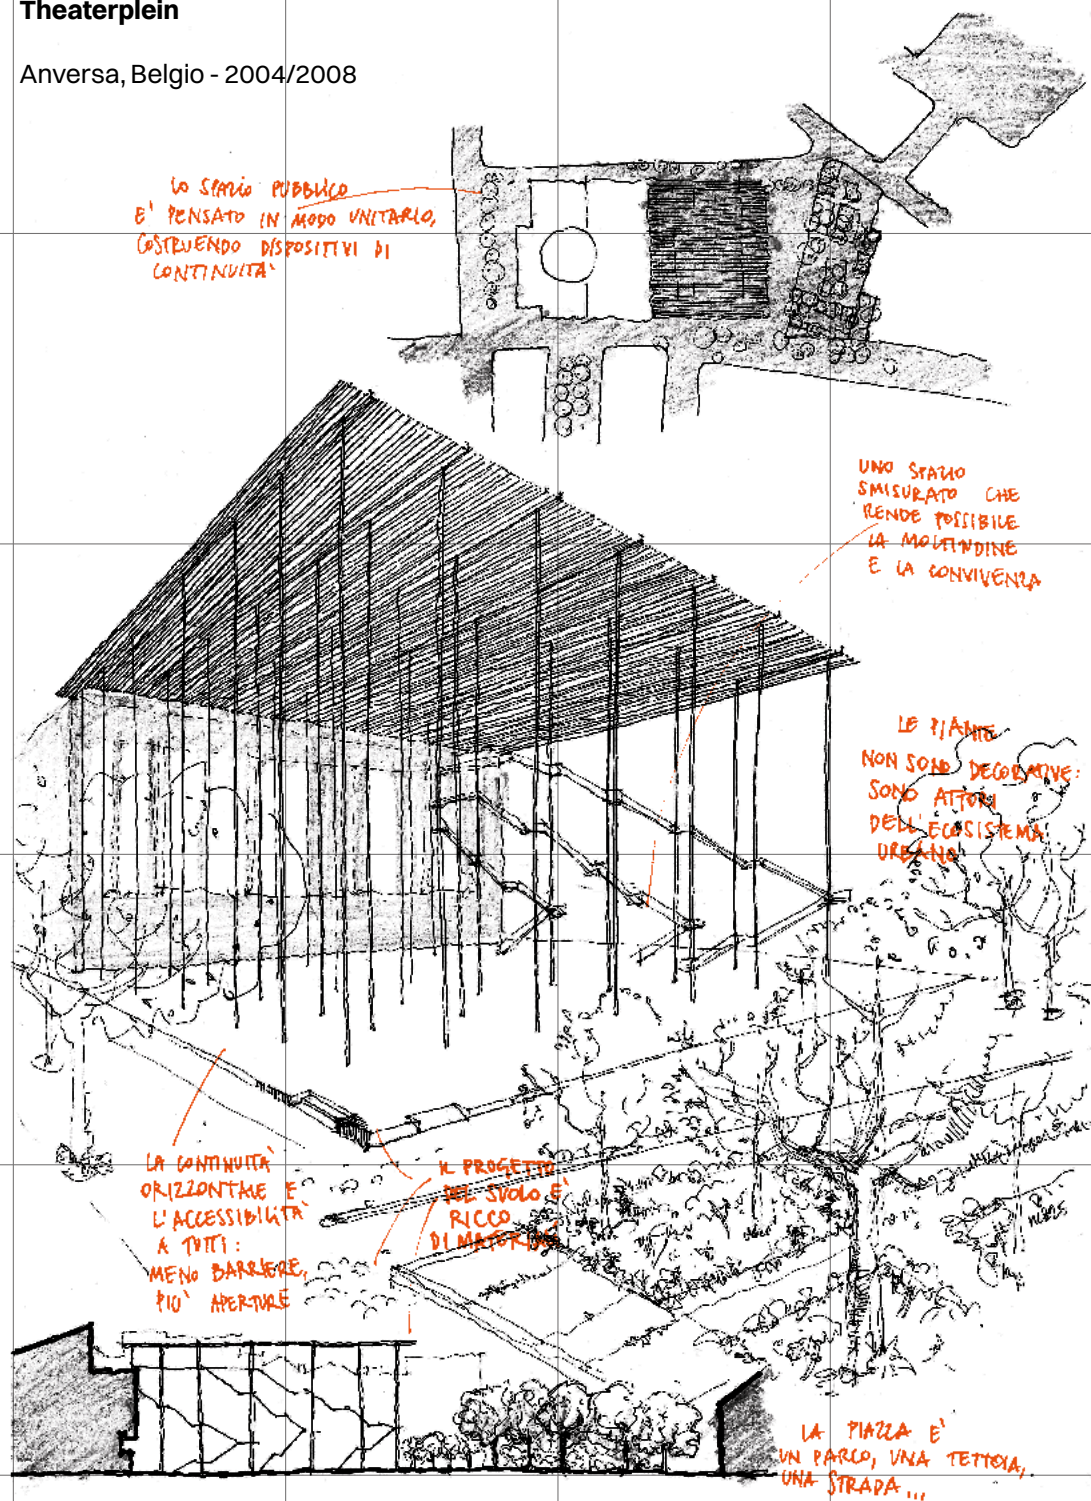 Theaterplein
Anversa, Belgio - 2004/2008
LO SPAZIO PUBBLICO
E' PENSATO IN MODO UNITARIO,
COSTRUENDO DISPOSITIVI DI
CONTINUITA'
UNO SPAZIO
SMISURATO CHE
RENDE POSSIBILE
LA MOLTITUDINE
E LA CONVIVENZA
LE PIANTE
NON SONO DECORATIVE:
SONO ATTORI
DELL'ECOSISTEMA
URBANO
LA CONTINUITA'
ORIZZONTALE E
L'ACCESSIBILITA'
A TUTTI:
MENO BARRIERE,
PIU' APERTURE
IL PROGETTO
DEL SUOLO E'
RICCO
DI MATERIALI
LA PIAZZA E'
UN PARCO, UNA TETTOIA,
UNA STRADA...